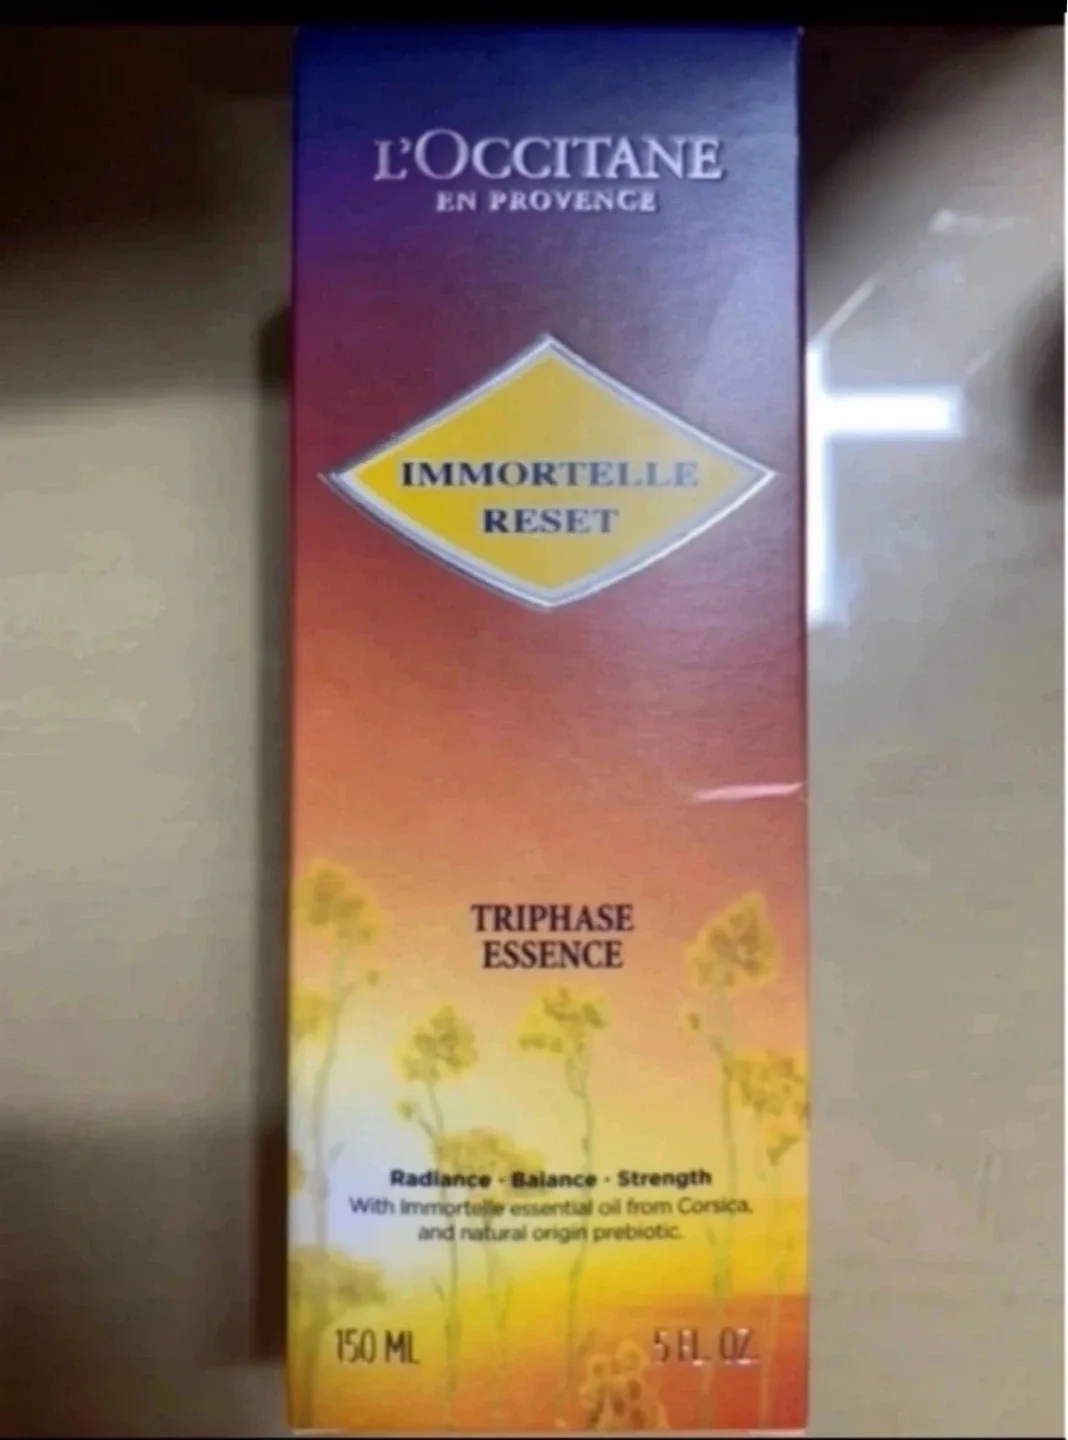 L'OCCITANE
EN PROVENCE
IMMORTELLE
RESET
TRIPHASE
ESSENCE
Radiance · Balance · Strength
With Immortelle essential oil from Corsica,
and natural origin prebiotic.
150 ML 5 FL. OZ.